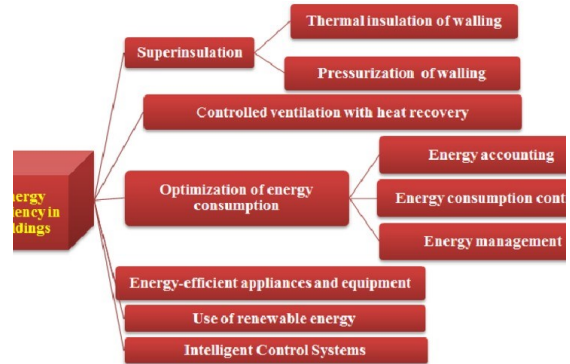 Thermal insulation of walling
Superinsulation
Pressurization of walling
Controlled ventilation with heat recovery
Energy accounting
Optimization of energy
consumption
Energy consumption cont
Energy management
nergy
iency in
ldings
Energy-efficient appliances and equipment
Use of renewable energy
Intelligent Control Systems